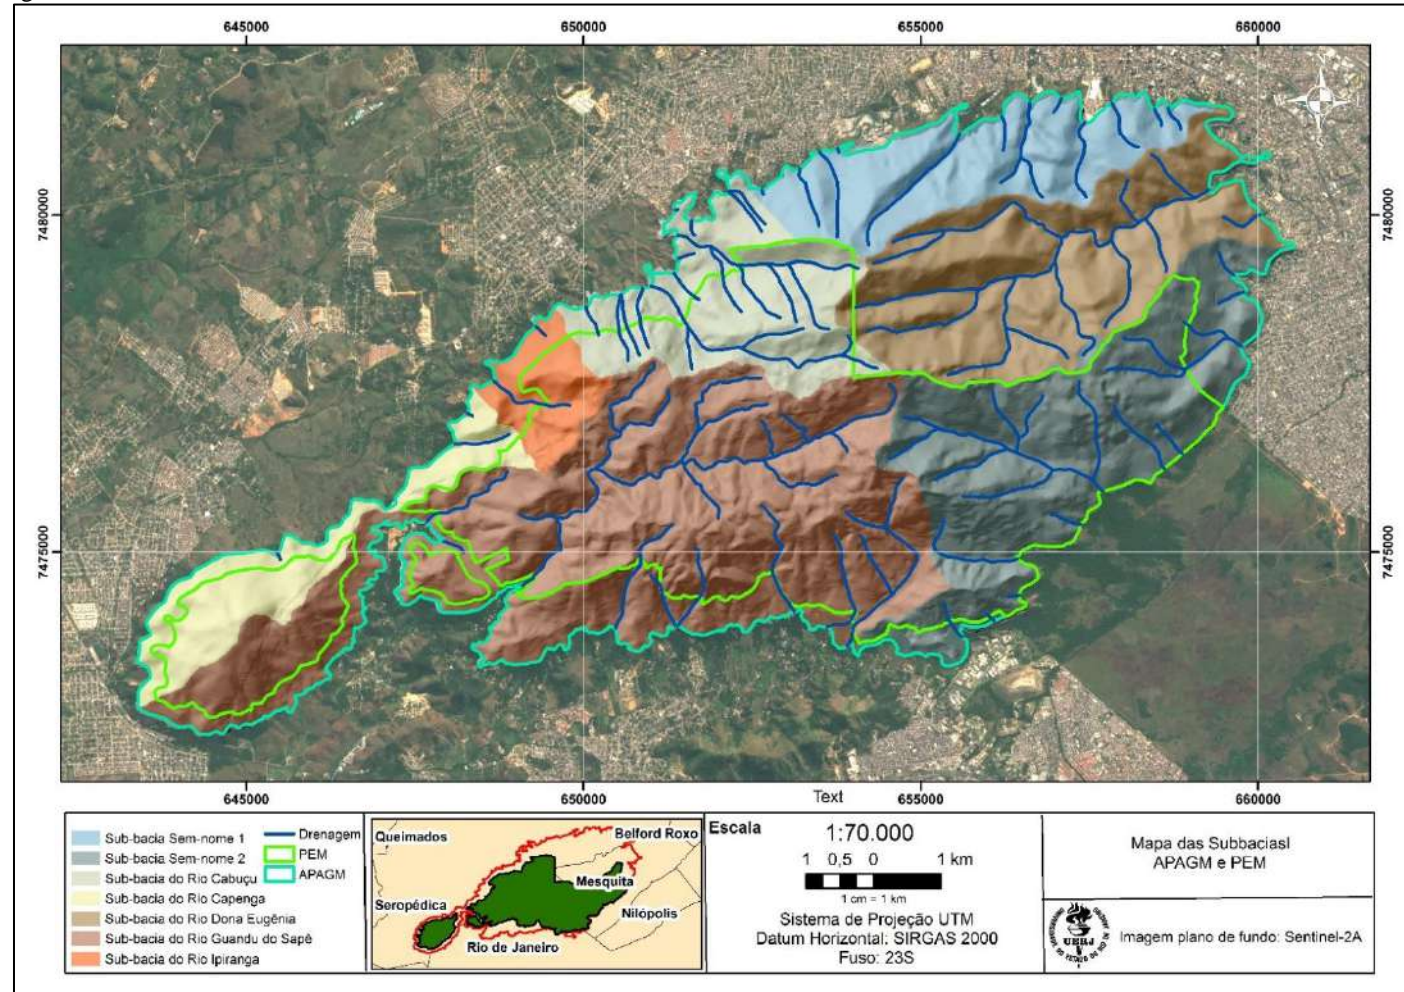 645000
650000
655000
660000
N
7480000
7480000
7475000
7475000
645000
650000
655000
660000
Text
Sub-bacia Sem-nome 1
Sub-bacia Sem-nome 2
Sub-bacia do Rio Cabuçu
Sub-bacia do Rio Capenga
Sub-bacia do Rio Dona Eugênia
Sub-bacia do Rio Guandu do Sapê
Sub-bacia do Rio Ipiranga
Drenagem
PEM
APAGM
Queimados
Belford Roxo
Mesquita
Seropédica
Nilópolis
Rio de Janeiro
Escala
1:70.000
1 0,5 0 1 km
1 cm = 1 km
Sistema de Projeção UTM
Datum Horizontal: SIRGAS 2000
Fuso: 23S
Mapa das SubbaciasI
APAGM e PEM
UERJ
Imagem plano de fundo: Sentinel-2A